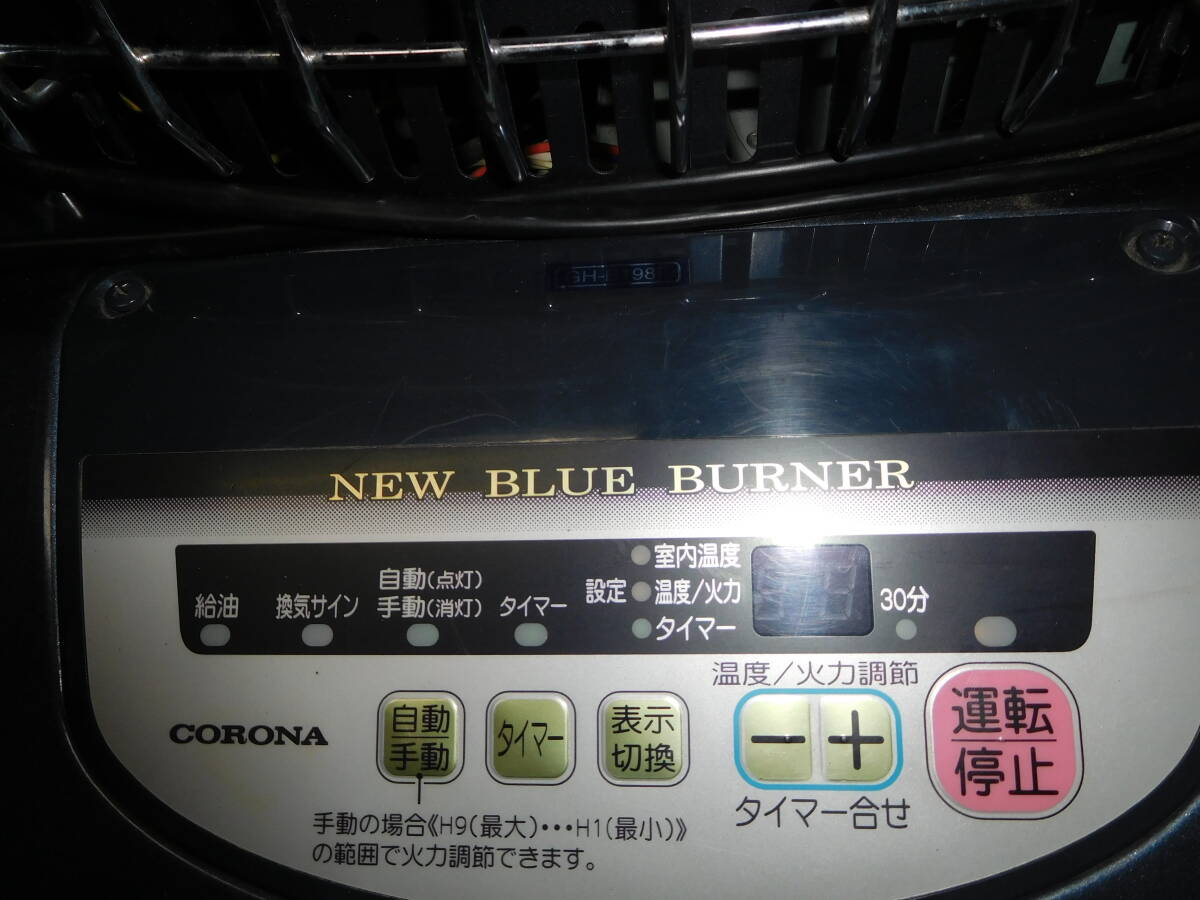 NEW BLUE BURNER
給油
換気サイン
自動(点灯)
手動(消灯)
タイマー
設定
室内温度
温度/火力
タイマー
30分
温度/火力調節
CORONA
自動
手動
タイマー
表示
切換
− +
運転
停止
タイマー合せ
手動の場合《H9(最大)・・・H1(最小)》
の範囲で火力調節できます。